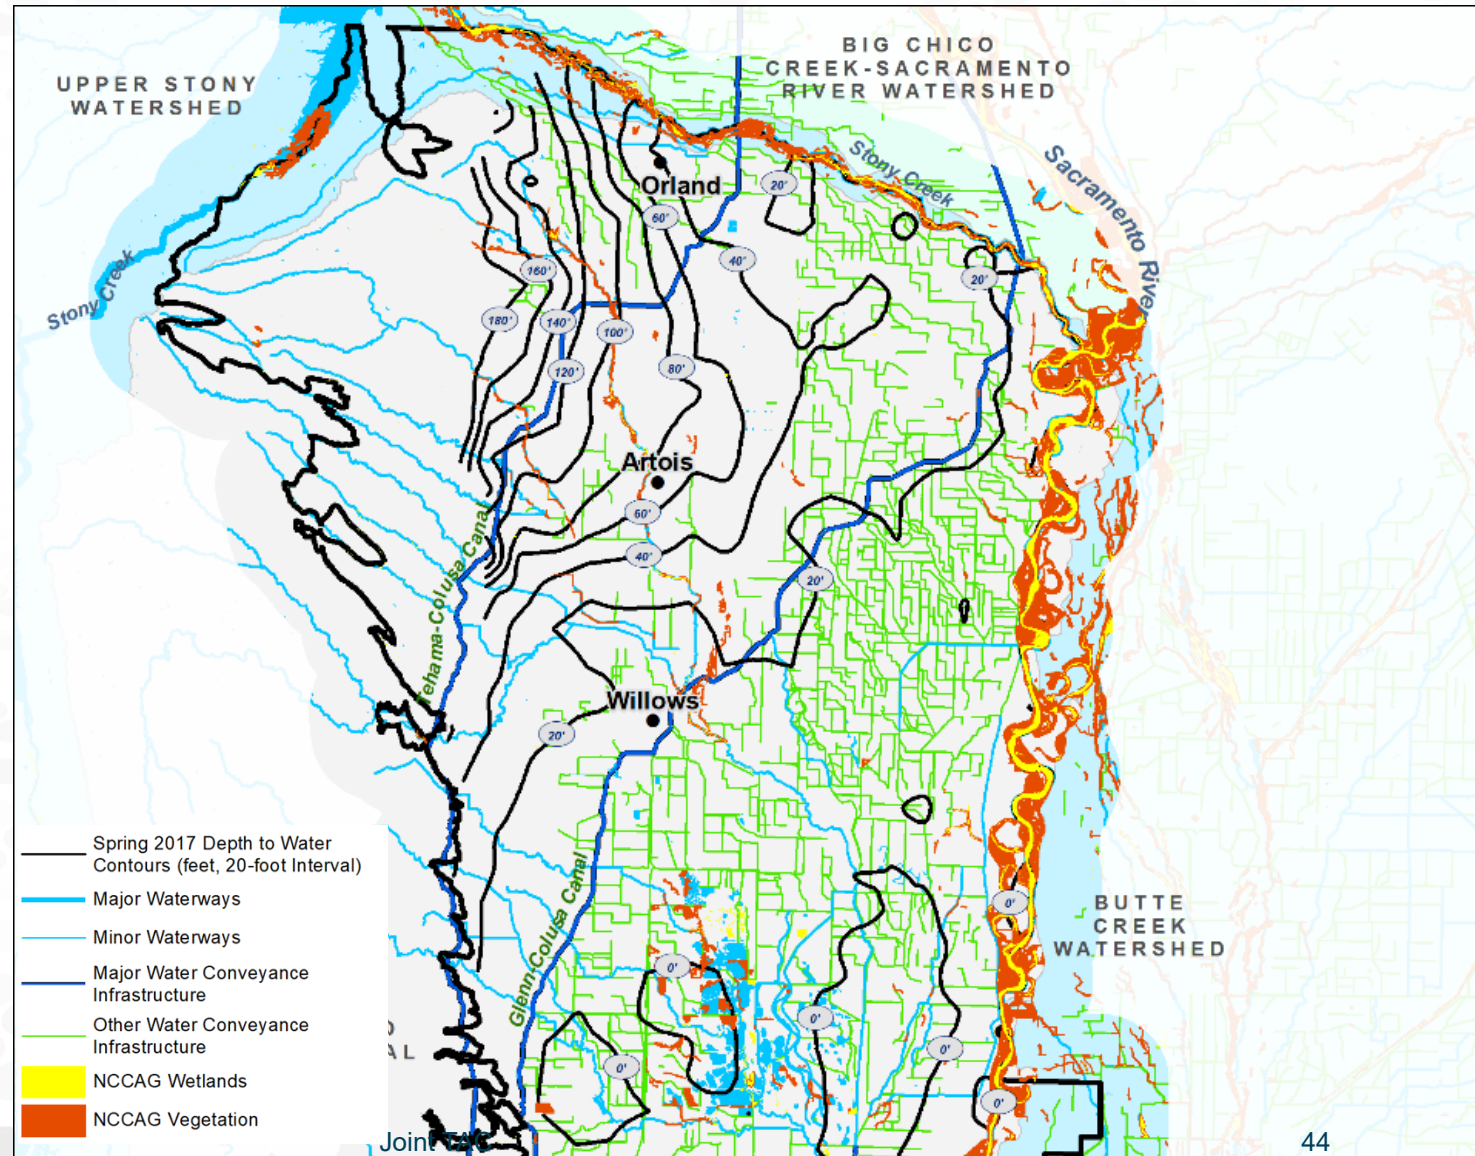 UPPER STONY
WATERSHED
BIG CHICO
CREEK-SACRAMENTO
RIVER WATERSHED
Stony Creek
Sacramento River
Orland
20'
60'
40'
20'
160'
180'
140'
100'
120'
80'
Stony Creek
Artois
60'
40'
20'
Tehama-Colusa Canal
Willows
20'
Glenn-Colusa Canal
0'
0'
0'
0'
0'
0'
BUTTE
CREEK
WATERSHED
Spring 2017 Depth to Water
Contours (feet, 20-foot Interval)
Major Waterways
Minor Waterways
Major Water Conveyance
Infrastructure
Other Water Conveyance
Infrastructure
NCCAG Wetlands
NCCAG Vegetation
AL
Joint TAC
44